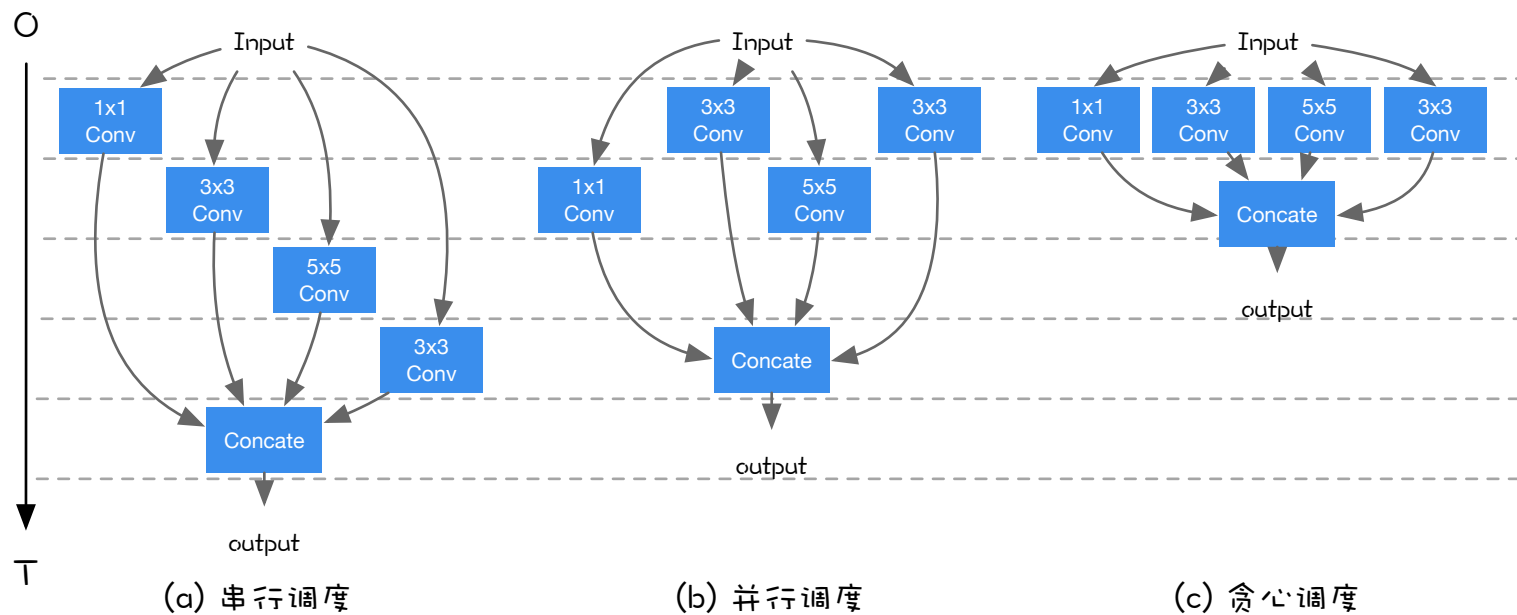 O
T
Input
1x1
Conv
3x3
Conv
5x5
Conv
3x3
Conv
Concate
output
(a) 串行调度
Input
3x3
Conv
3x3
Conv
1x1
Conv
5x5
Conv
Concate
output
(b) 并行调度
Input
1x1
Conv
3x3
Conv
5x5
Conv
3x3
Conv
Concate
output
(c) 贪心调度